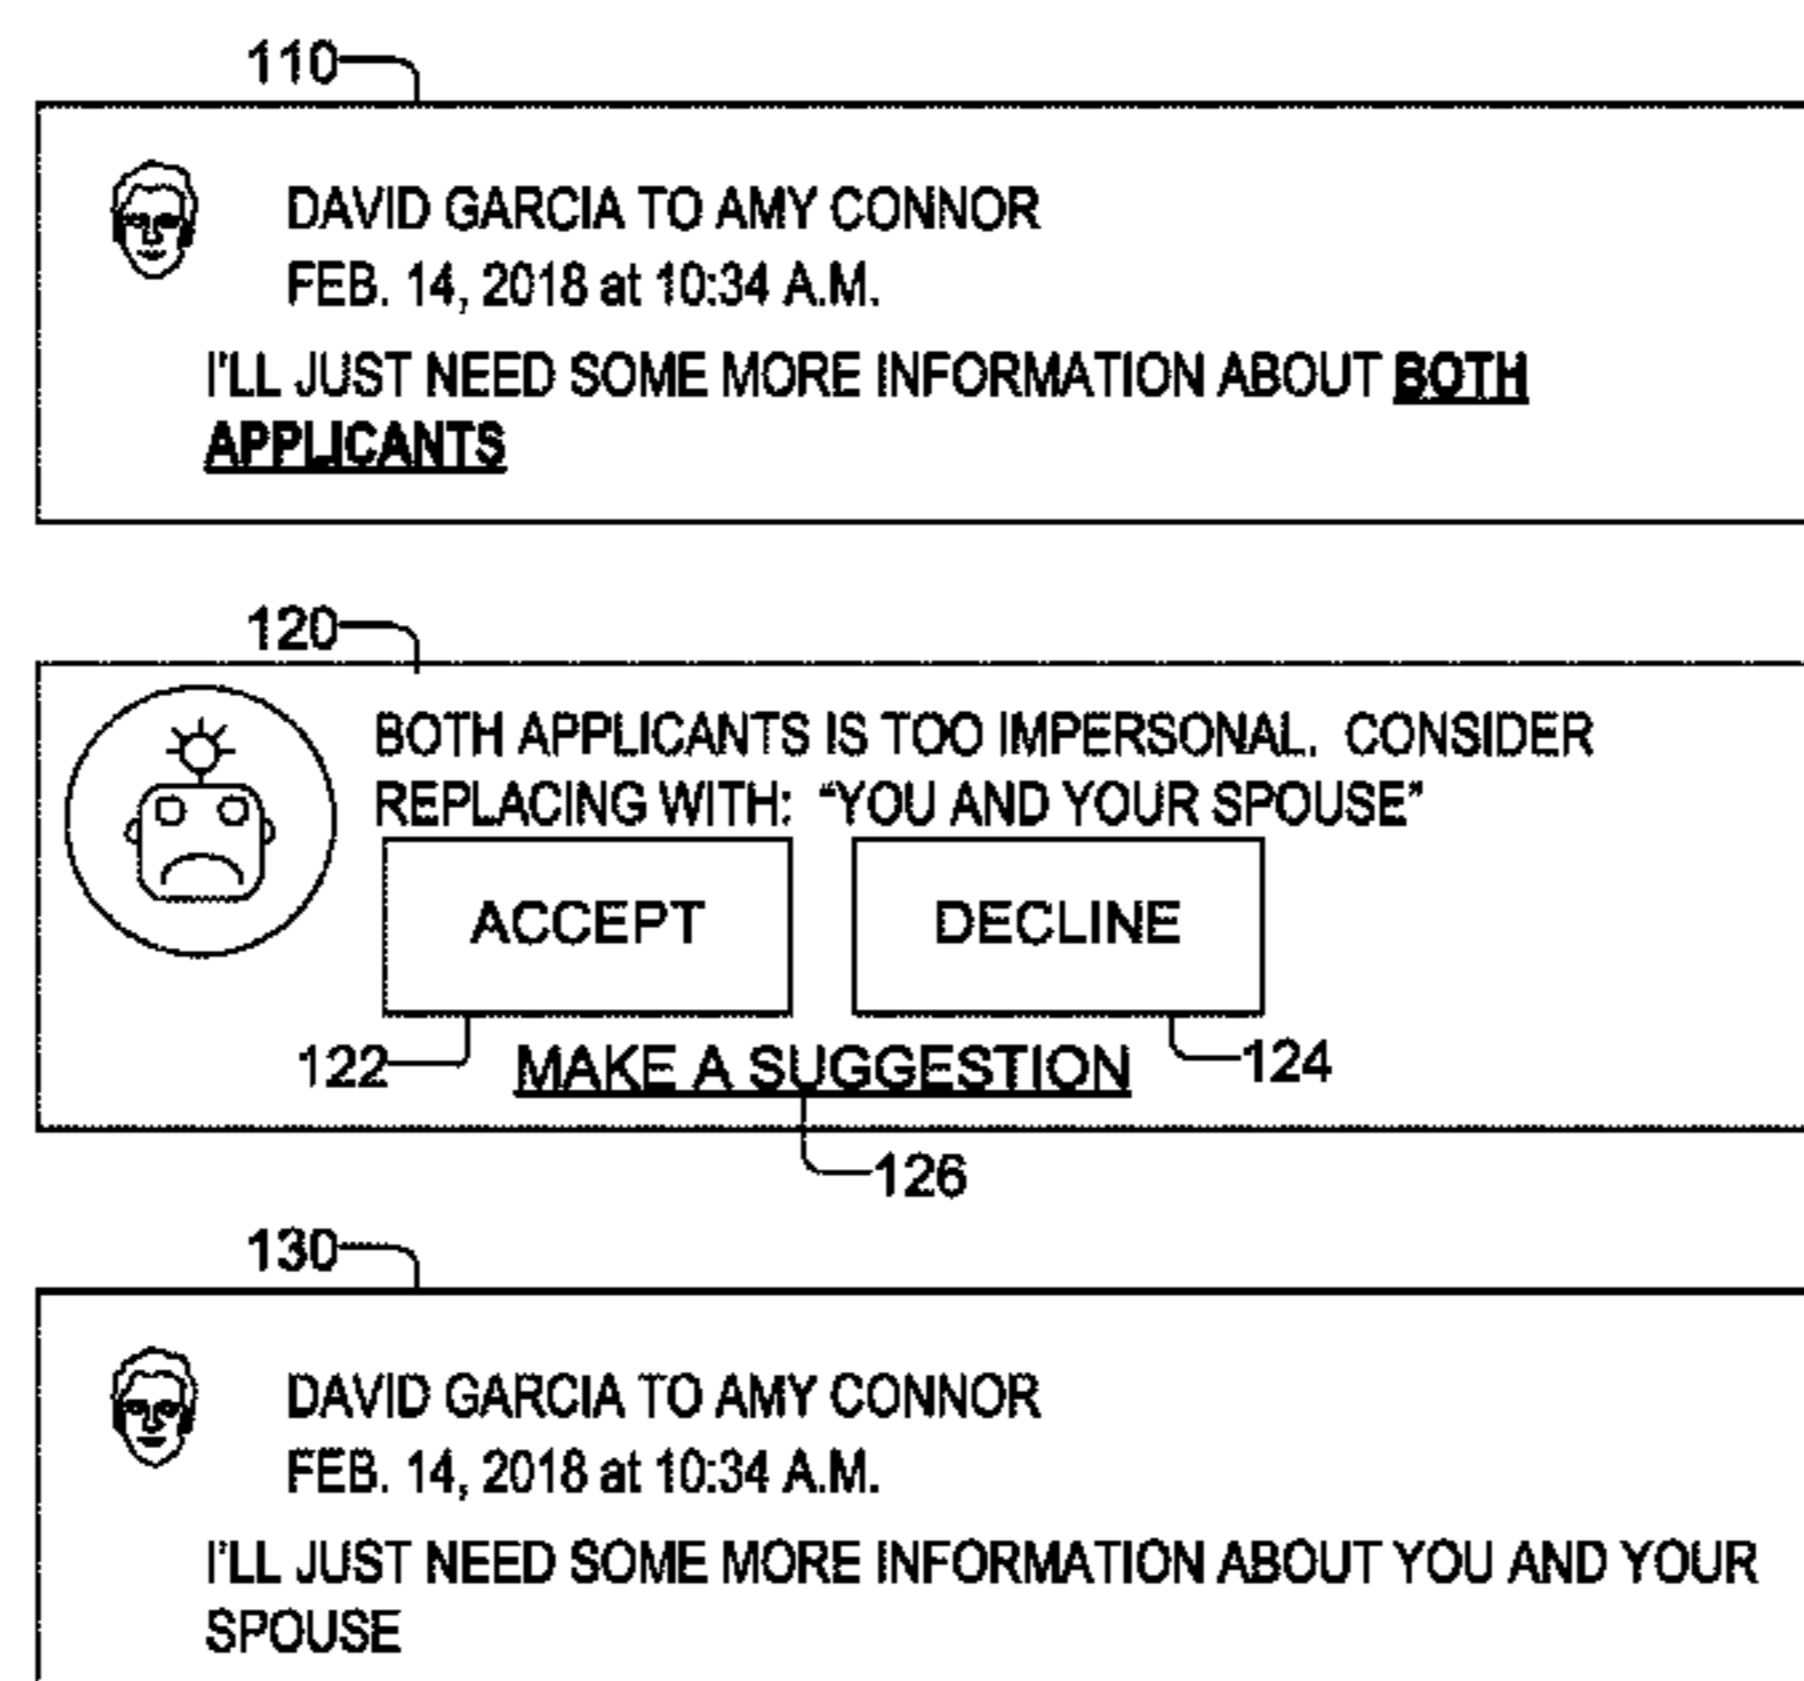 110
DAVID GARCIA TO AMY CONNOR
FEB. 14, 2018 at 10:34 A.M.
I'LL JUST NEED SOME MORE INFORMATION ABOUT BOTH
APPLICANTS
120
BOTH APPLICANTS IS TOO IMPERSONAL. CONSIDER
REPLACING WITH: “YOU AND YOUR SPOUSE”
ACCEPT DECLINE
122 MAKE A SUGGESTION 124
126
130
DAVID GARCIA TO AMY CONNOR
FEB. 14, 2018 at 10:34 A.M.
I'LL JUST NEED SOME MORE INFORMATION ABOUT YOU AND YOUR
SPOUSE